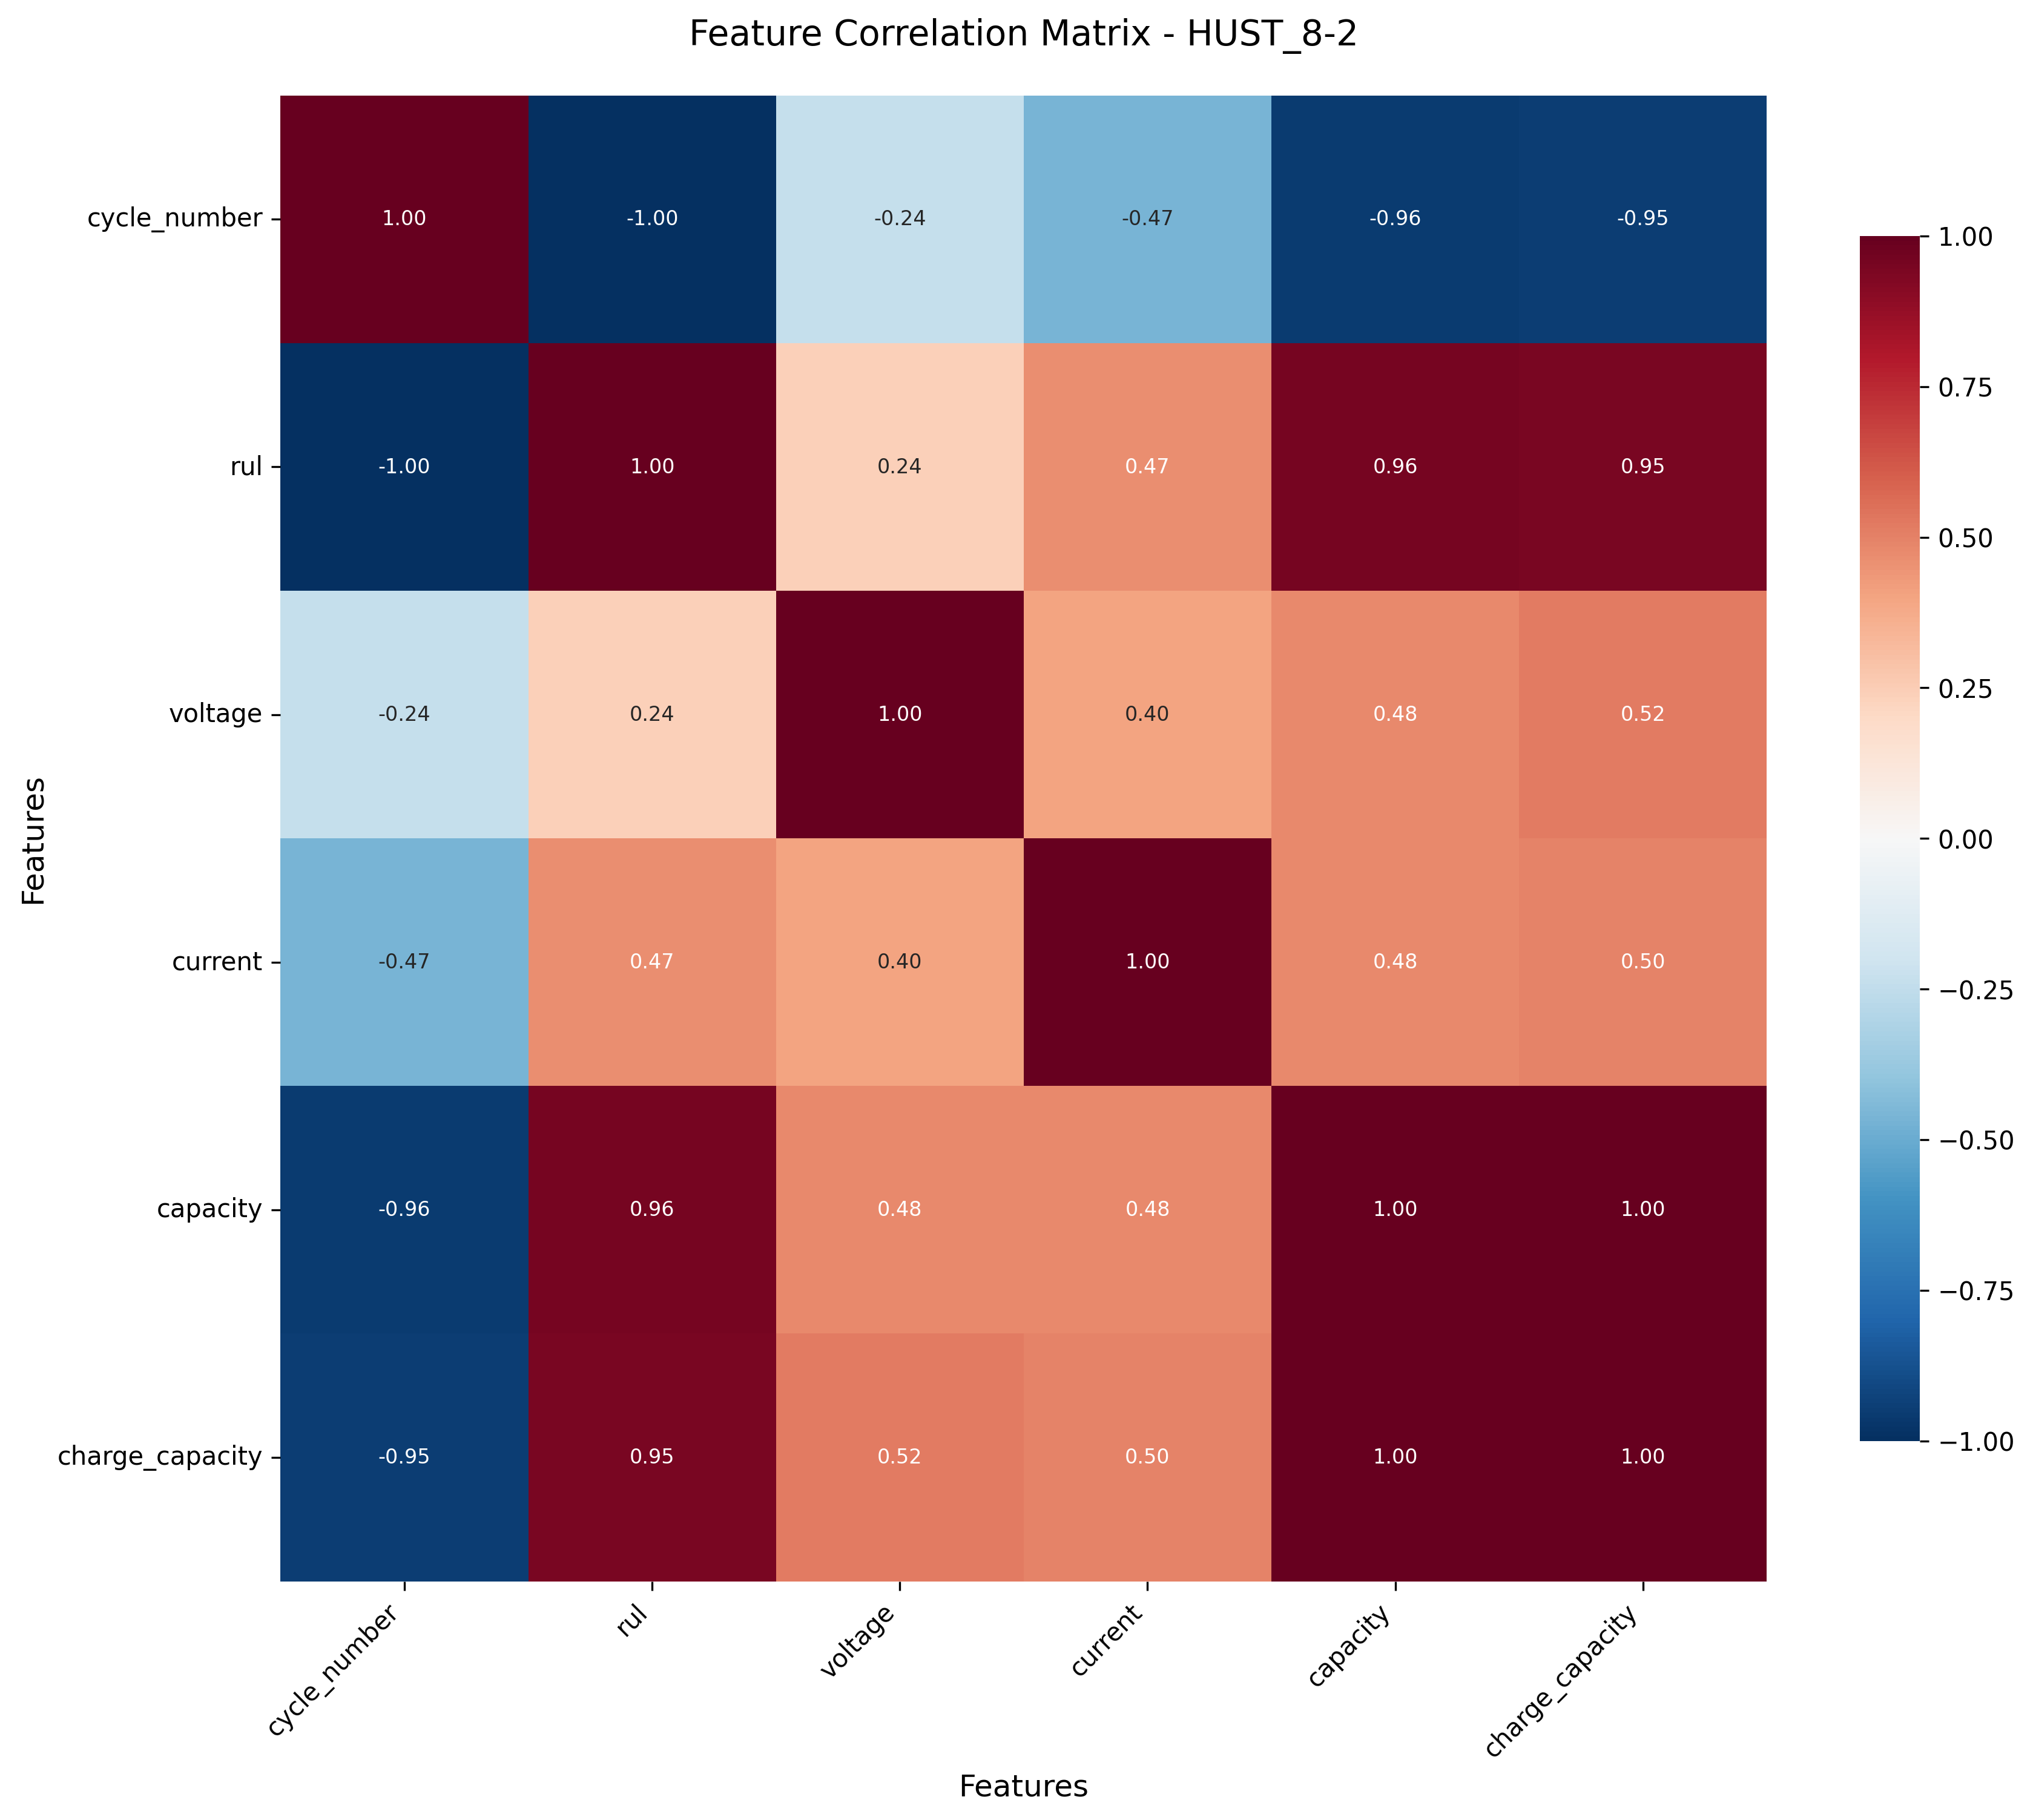 Feature Correlation Matrix - HUST_8-2
cycle_number 1.00 -1.00 -0.24 -0.47 -0.96 -0.95
rul -1.00 1.00 0.24 0.47 0.96 0.95
voltage -0.24 0.24 1.00 0.40 0.48 0.52
current -0.47 0.47 0.40 1.00 0.48 0.50
capacity -0.96 0.96 0.48 0.48 1.00 1.00
charge_capacity -0.95 0.95 0.52 0.50 1.00 1.00
Features
cycle_number rul voltage current capacity charge_capacity
Features
1.00
0.75
0.50
0.25
0.00
−0.25
−0.50
−0.75
−1.00